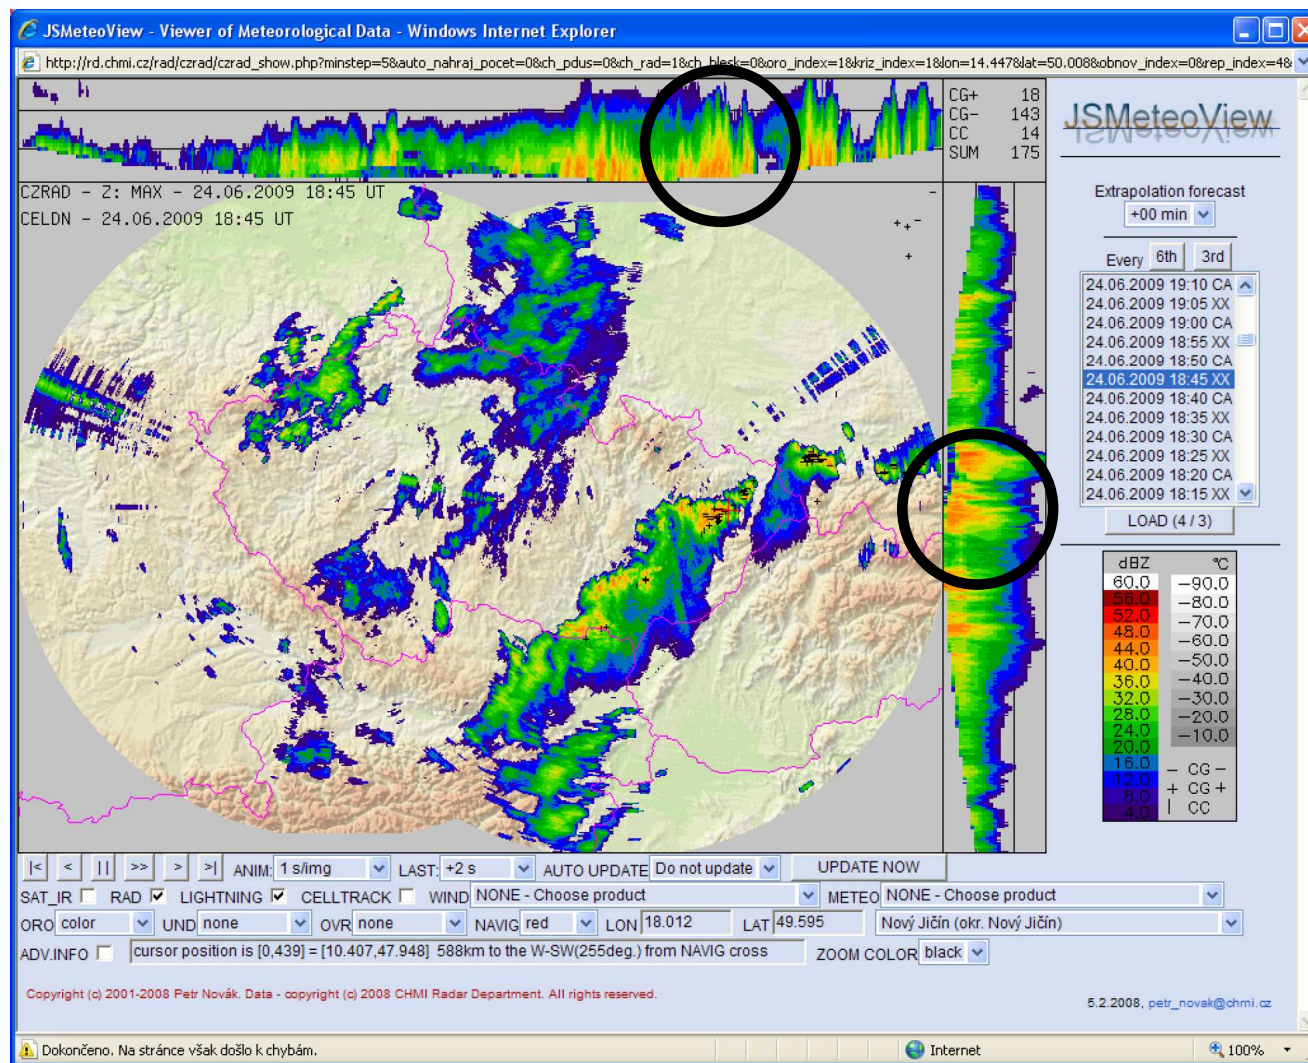 JSMeteoView - Viewer of Meteorological Data - Windows Internet Explorer
http://rd.chmi.cz/rad/czrad/czrad_show.php?minstep=5&auto_nahraj_pocet=0&ch_pdus=0&ch_rad=1&ch_blesk=0&oro_index=1&kriz_index=1&lon=14.447&lat=50.008&obnov_index=0&rep_index=4&
CG+ 18
CG- 143
CC 14
SUM 175
JSMeteoView
CZRAD - Z: MAX - 24.06.2009 18:45 UT
CELDN - 24.06.2009 18:45 UT
Extrapolation forecast
+00 min
Every 6th 3rd
24.06.2009 19:10 CA
24.06.2009 19:05 XX
24.06.2009 19:00 CA
24.06.2009 18:55 XX
24.06.2009 18:50 CA
24.06.2009 18:45 XX
24.06.2009 18:40 CA
24.06.2009 18:35 XX
24.06.2009 18:30 CA
24.06.2009 18:25 XX
24.06.2009 18:20 CA
24.06.2009 18:15 XX
LOAD (4 / 3)
dBZ °C
60.0 -90.0
56.0 -80.0
52.0 -70.0
48.0 -60.0
44.0 -50.0
40.0 -40.0
36.0 -30.0
32.0 -20.0
28.0 -10.0
24.0
20.0
16.0
12.0
8.0
4.0
- CG -
+ CG +
| CC
|< < || >> > >| ANIM: 1 s/img LAST: +2 s AUTO UPDATE Do not update UPDATE NOW
SAT_IR RAD LIGHTNING CELLTRACK WIND NONE - Choose product METEO NONE - Choose product
ORO color UND none OVR none NAVIG red LON 18.012 LAT 49.595 Nový Jičín (okr. Nový Jičín)
ADV.INFO cursor position is [0,439] = [10.407,47.948] 588km to the W-SW(255deg.) from NAVIG cross ZOOM COLOR black
Copyright (c) 2001-2008 Petr Novák. Data - copyright (c) 2008 CHMI Radar Department. All rights reserved.
5.2.2008, petr_novak@chmi.cz
Dokončeno. Na stránce však došlo k chybám. Internet 100%